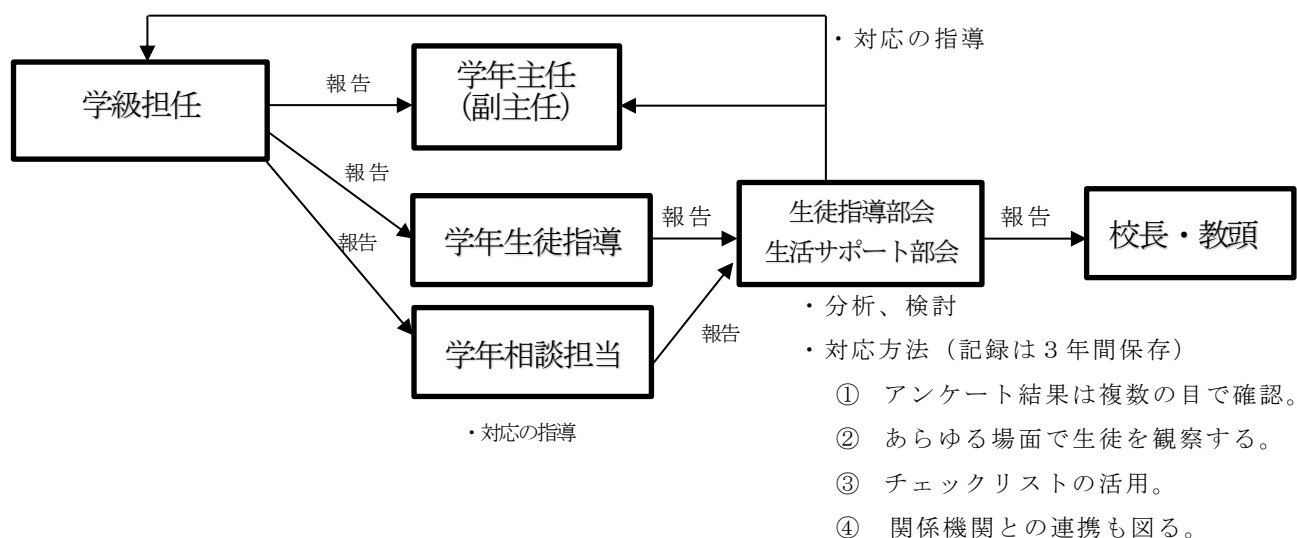 ・対応の指導
学級担任
報告
学年主任
(副主任)
報告
報告
学年生徒指導
報告
生徒指導部会
生活サポート部会
報告
校長・教頭
学年相談担当
報告
・対応の指導
・分析、検討
・対応方法（記録は３年間保存）
① アンケート結果は複数の目で確認。
② あらゆる場面で生徒を観察する。
③ チェックリストの活用。
④ 関係機関との連携も図る。